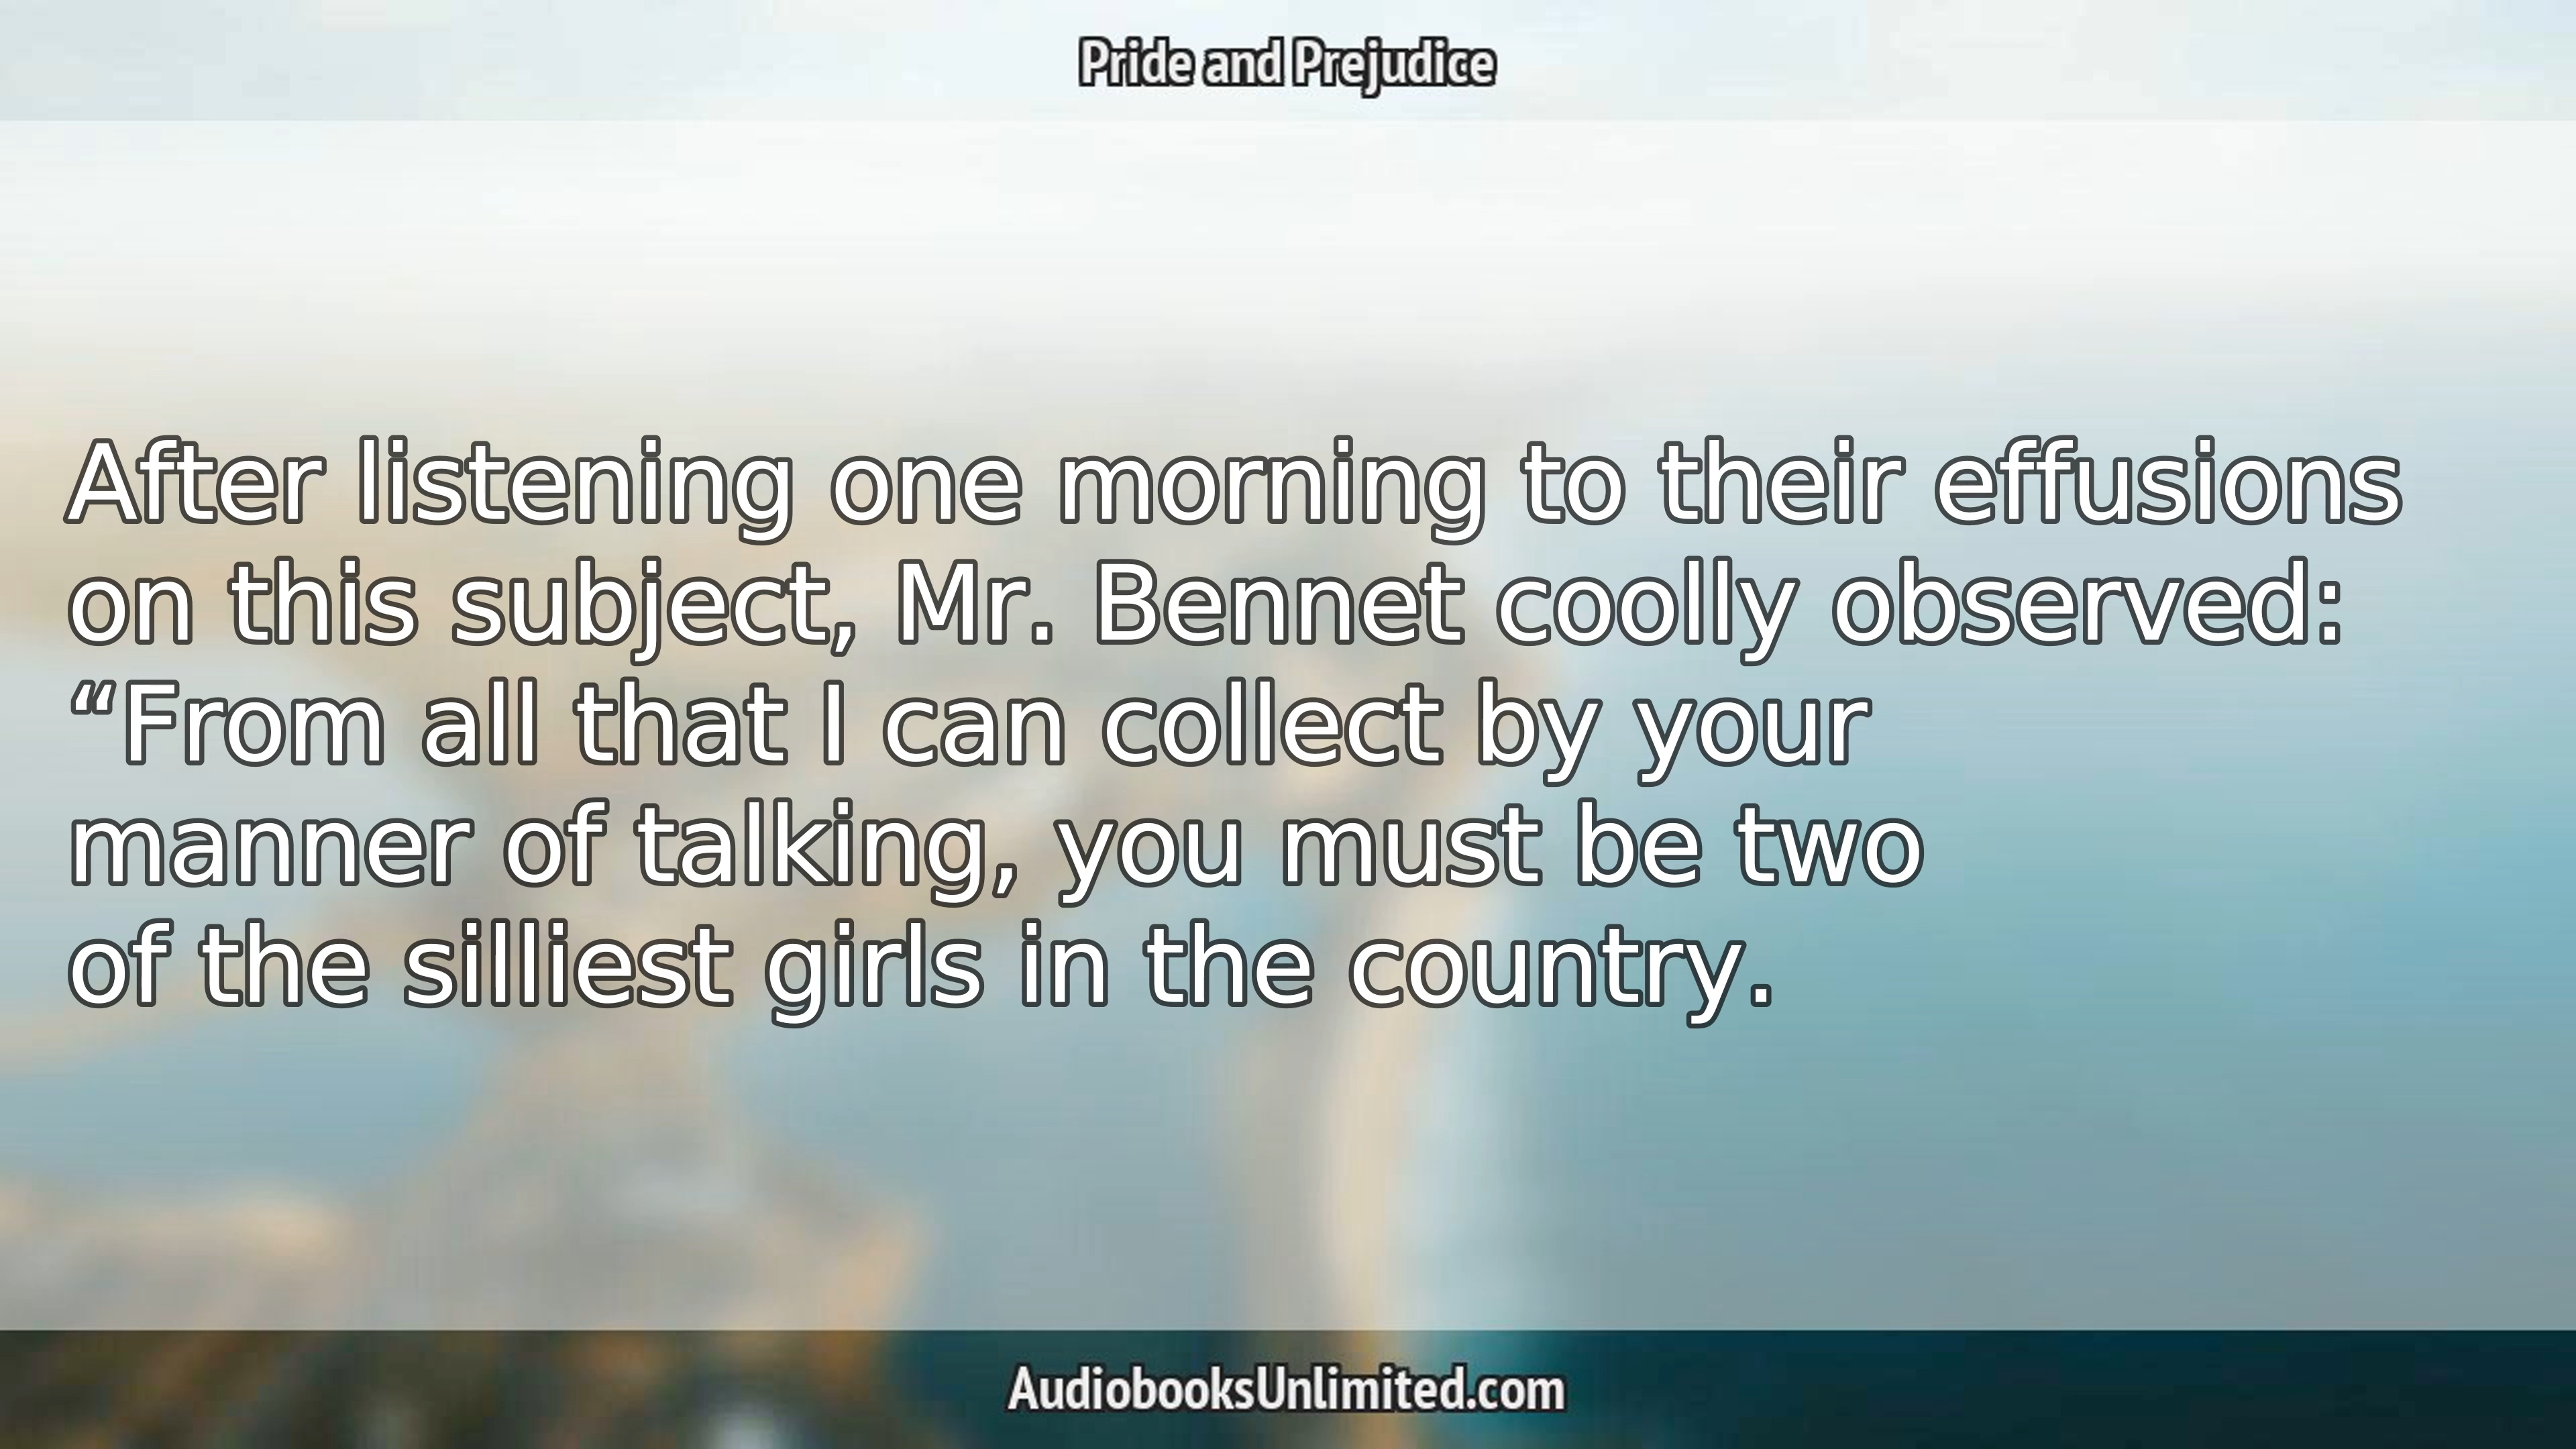 Pride and Prejudice
After listening one morning to their effusions
on this subject, Mr. Bennet coolly observed:
“From all that I can collect by your
manner of talking, you must be two
of the silliest girls in the country.
AudiobooksUnlimited.com